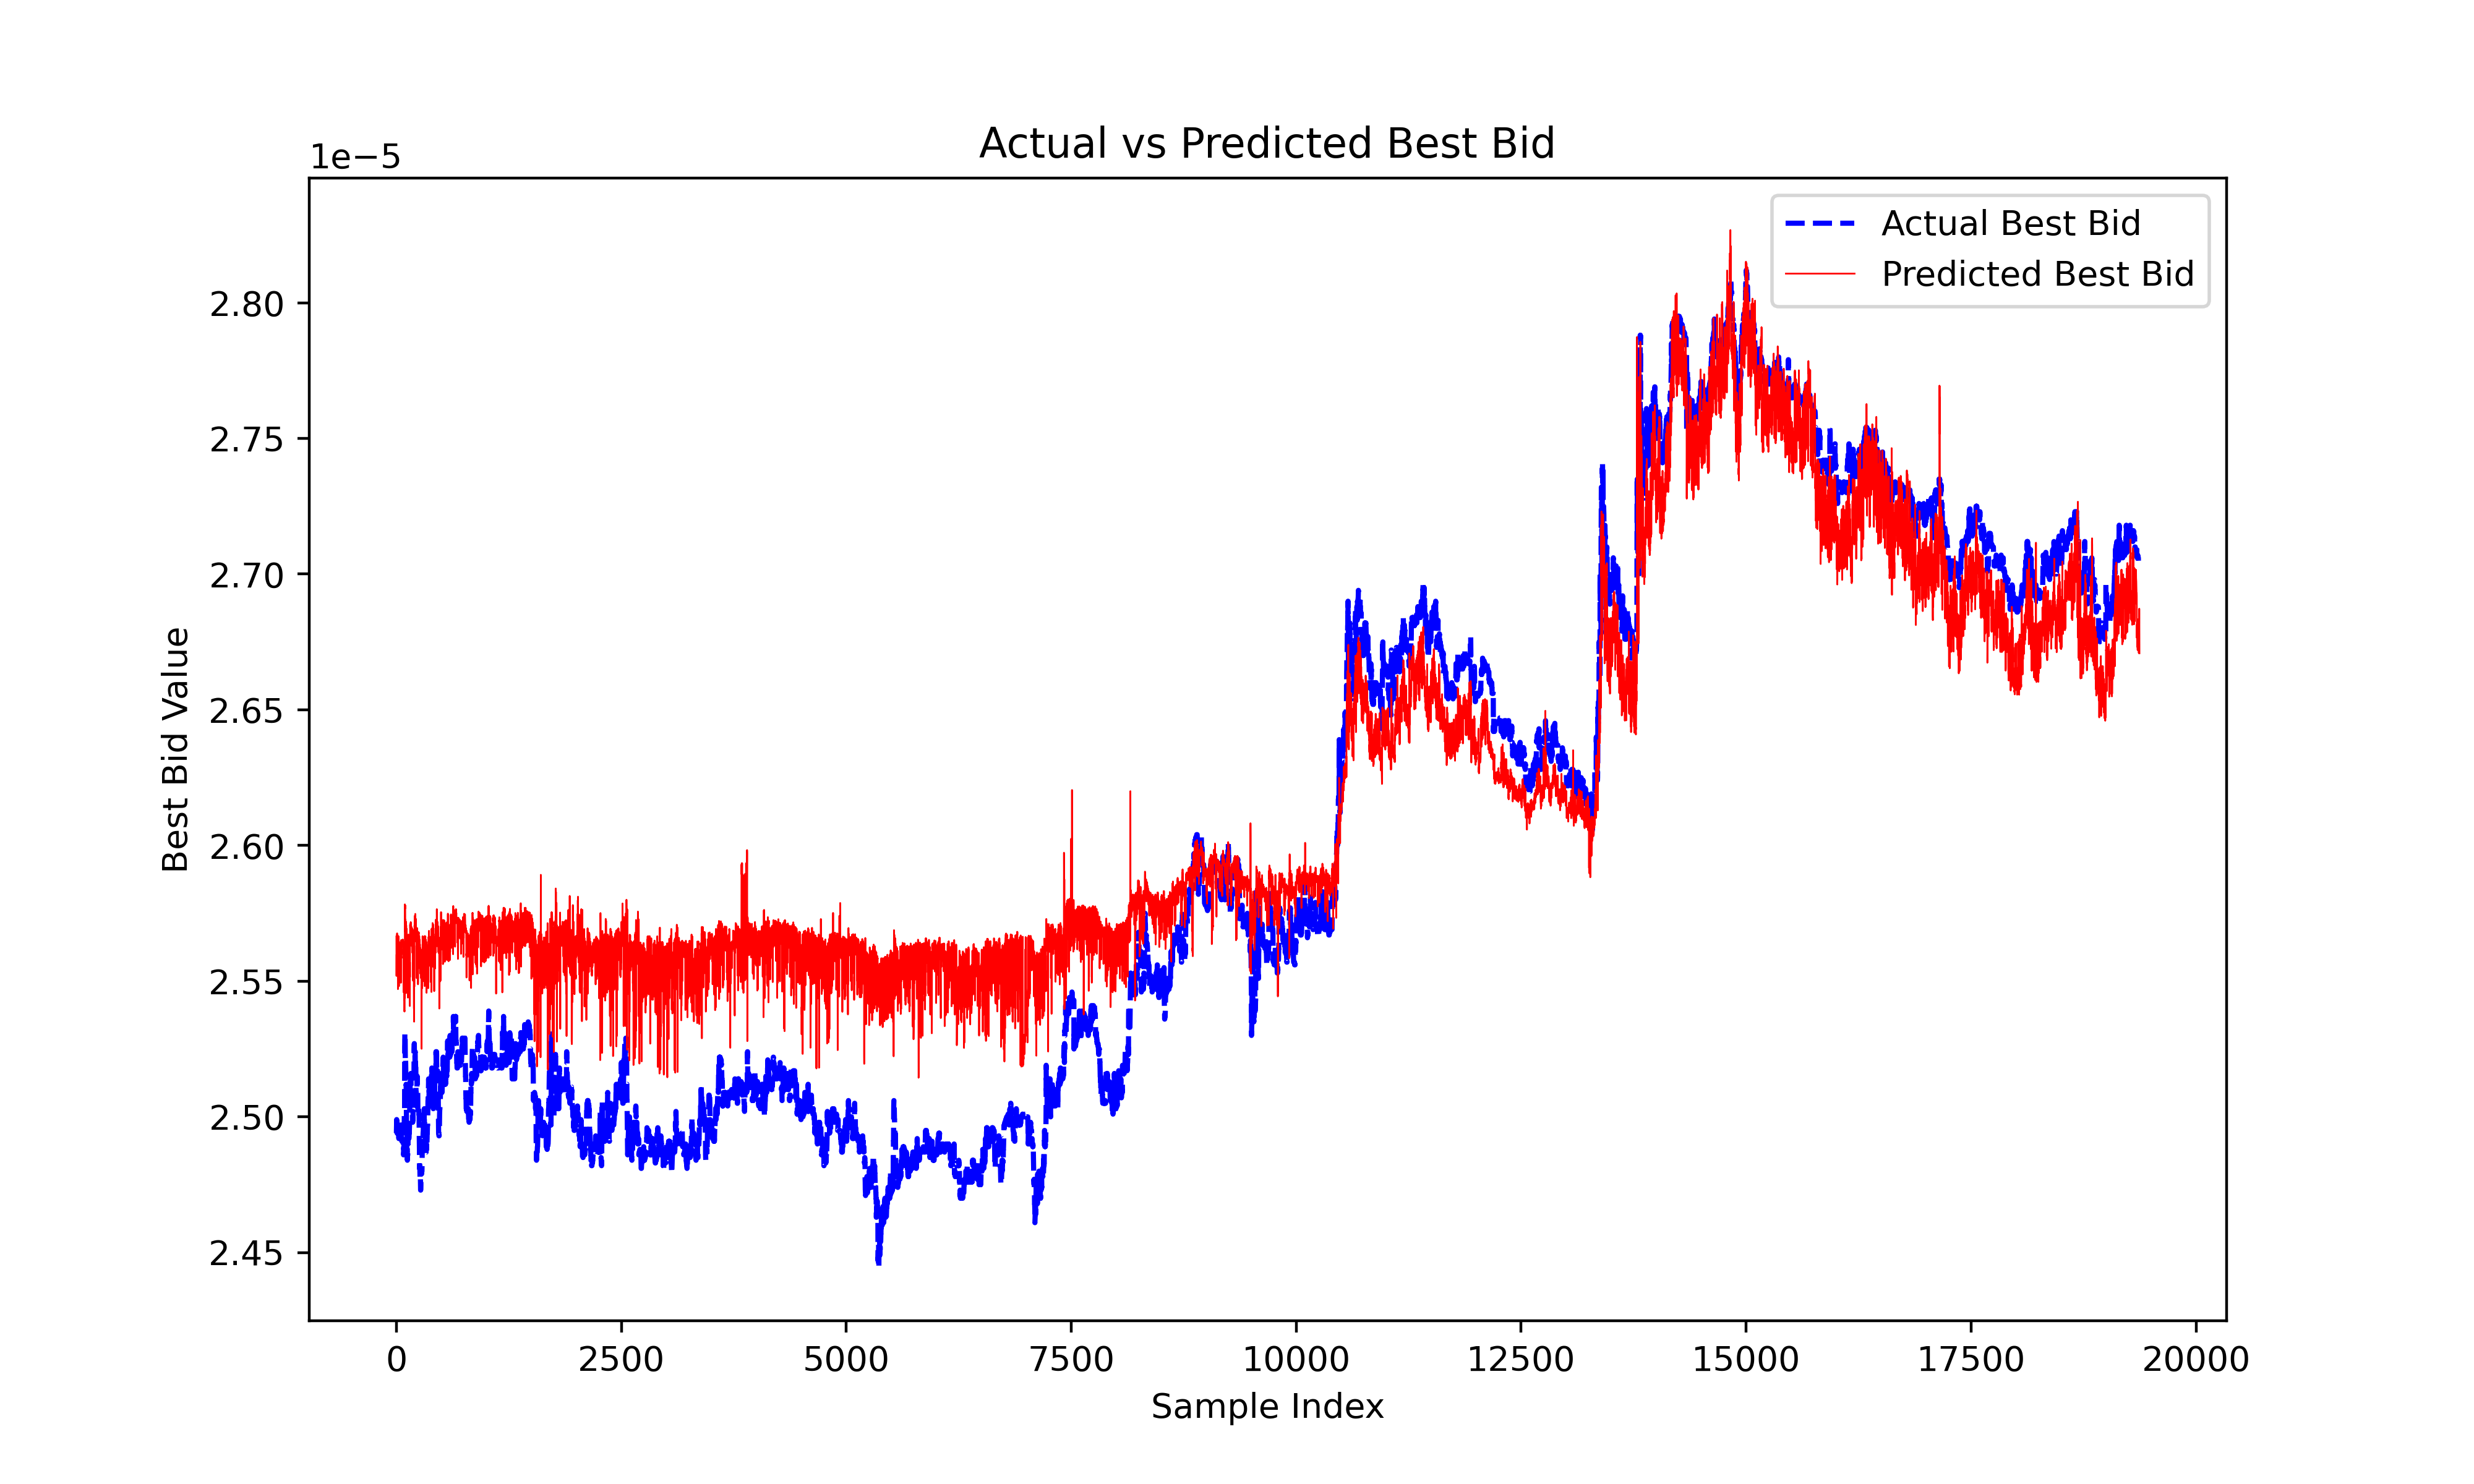 Actual vs Predicted Best Bid
1e−5
Actual Best Bid
Predicted Best Bid
2.80
2.75
2.70
2.65
2.60
2.55
2.50
2.45
Best Bid Value
0 2500 5000 7500 10000 12500 15000 17500 20000
Sample Index